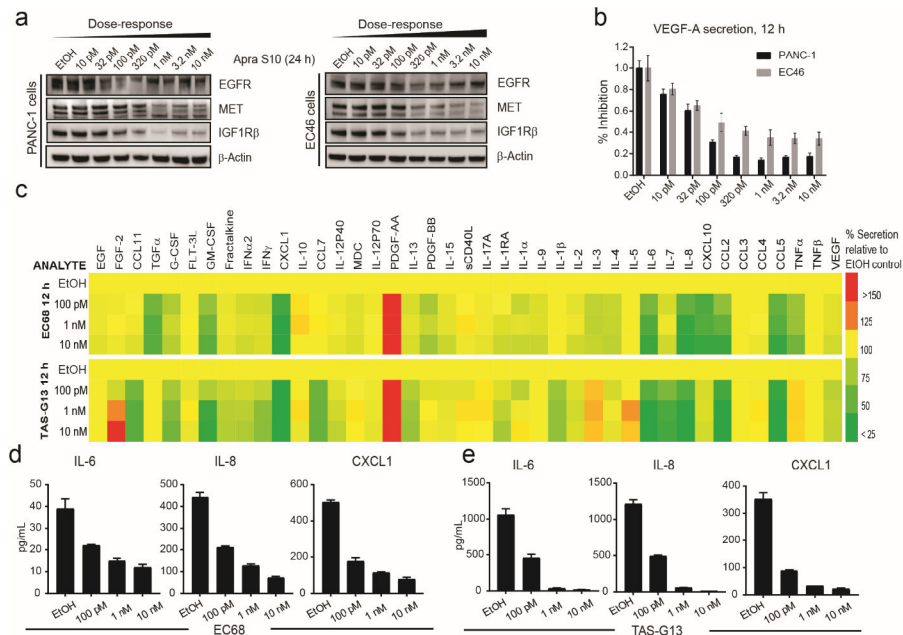 a
Dose-response
EtOH 10 pM 32 pM 100 pM 320 pM 1 nM 3.2 nM 10 nM
Apra S10 (24 h)
PANC-1 cells
EGFR
MET
IGF1Rβ
β-Actin
Dose-response
EtOH 10 pM 32 pM 100 pM 320 pM 1 nM 3.2 nM 10 nM
EC46 cells
EGFR
MET
IGF1Rβ
β-Actin
b
VEGF-A secretion, 12 h
PANC-1
EC46
% Inhibition
1.2
1.0
0.8
0.6
0.4
0.2
0.0
EtOH 10 pM 32 pM 100 pM 320 pM 1 nM 3.2 nM 10 nM
c
ANALYTE EGF FGF-2 CCL11 TGFα G-CSF FLT-3L GM-CSF Fractalkine IFNα2 IFNγ CXCL1 IL-10 CCL7 IL-12P40 MDC IL-12P70 PDGF-AA IL-13 PDGF-BB IL-15 sCD40L IL-17A IL-1RA IL-1α IL-9 IL-1β IL-2 IL-3 IL-4 IL-5 IL-6 IL-7 IL-8 CXCL10 CCL2 CCL3 CCL4 CCL5 TNFα TNFβ VEGF
% Secretion
relative to
EtOH control
EC68 12 h
EtOH
100 pM
1 nM
10 nM
TAS-G13 12 h
EtOH
100 pM
1 nM
10 nM
>150
125
100
75
50
< 25
d
IL-6
pg/mL
50
40
30
20
10
0
EtOH 100 pM 1 nM 10 nM
IL-8
600
400
200
0
EtOH 100 pM 1 nM 10 nM
CXCL1
600
400
200
0
EtOH 100 pM 1 nM 10 nM
EC68
e
IL-6
pg/mL
1500
1000
500
0
EtOH 100 pM 1 nM 10 nM
IL-8
1500
1000
500
0
EtOH 100 pM 1 nM 10 nM
CXCL1
400
300
200
100
0
EtOH 100 pM 1 nM 10 nM
TAS-G13